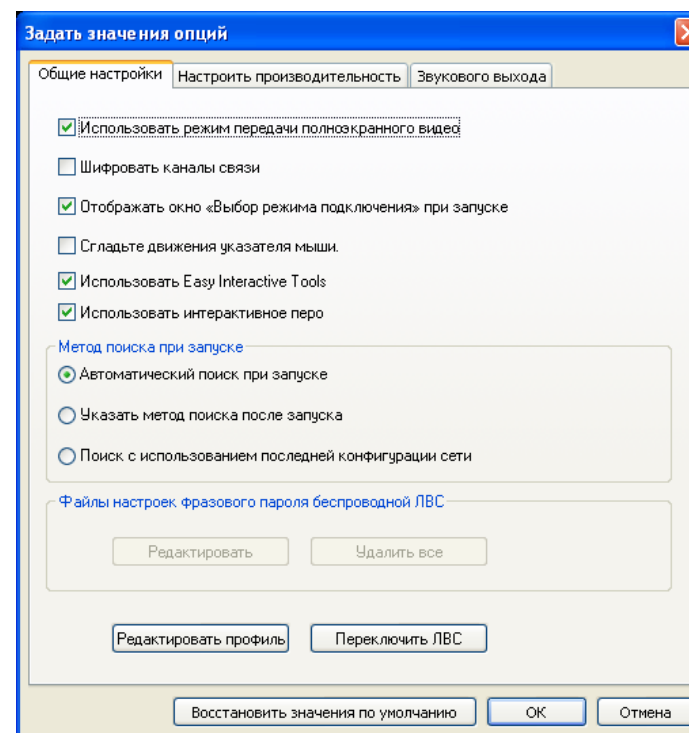 Задать значения опций
Общие настройки Настроить производительность Звукового выхода
Использовать режим передачи полноэкранного видео
Шифровать каналы связи
Отображать окно «Выбор режима подключения» при запуске
Сгладьте движения указателя мыши.
Использовать Easy Interactive Tools
Использовать интерактивное перо
Метод поиска при запуске
Автоматический поиск при запуске
Указать метод поиска после запуска
Поиск с использованием последней конфигурации сети
Файлы настроек фразового пароля беспроводной ЛВС
Редактировать Удалить все
Редактировать профиль Переключить ЛВС
Восстановить значения по умолчанию ОК Отмена